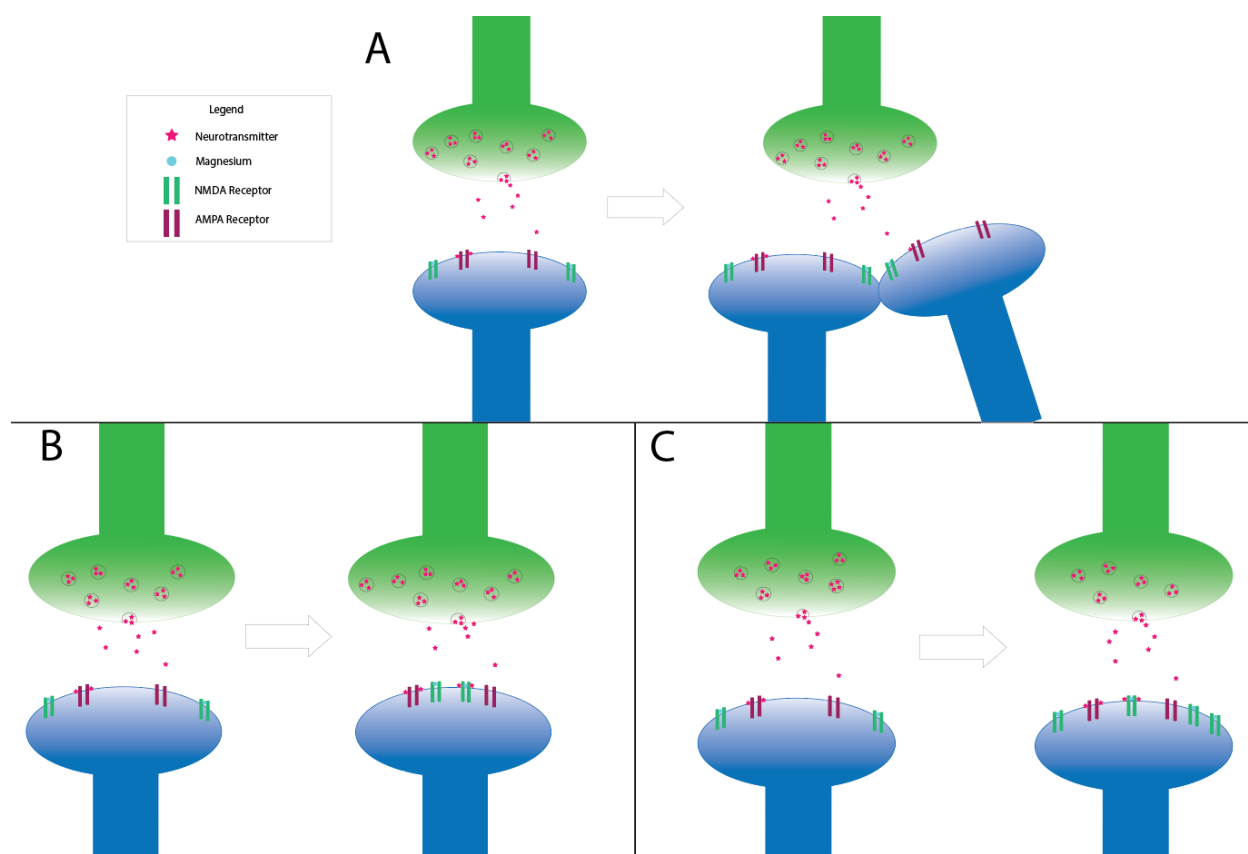 A
Legend
Neurotransmitter
Magnesium
NMDA Receptor
AMPA Receptor
B
C